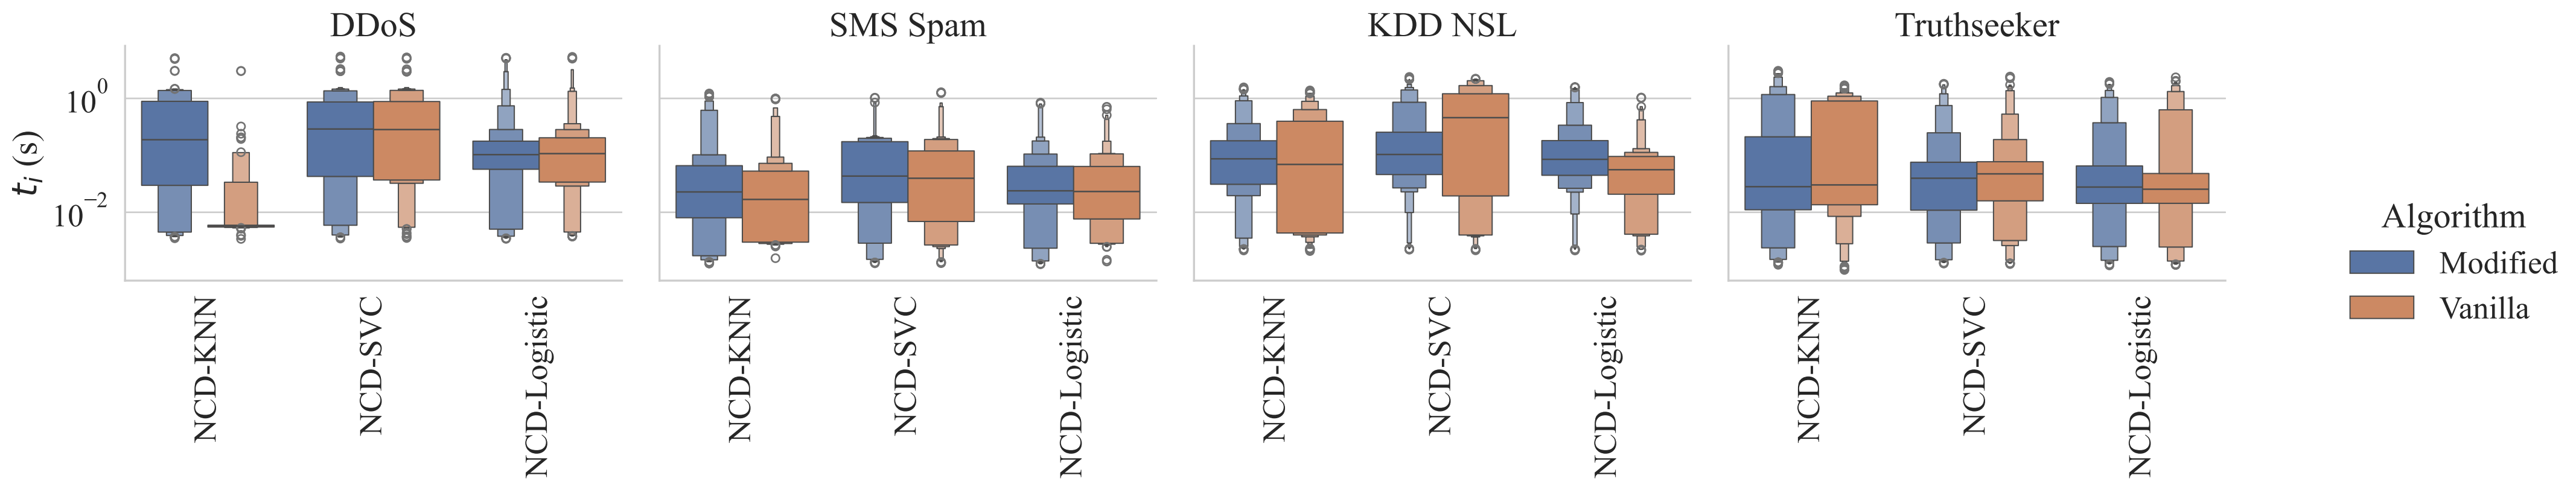 DDoS
SMS Spam
KDD NSL
Truthseeker
t_i (s)
10^0
10^−2
NCD-KNN
NCD-SVC
NCD-Logistic
NCD-KNN
NCD-SVC
NCD-Logistic
NCD-KNN
NCD-SVC
NCD-Logistic
NCD-KNN
NCD-SVC
NCD-Logistic
Algorithm
Modified
Vanilla